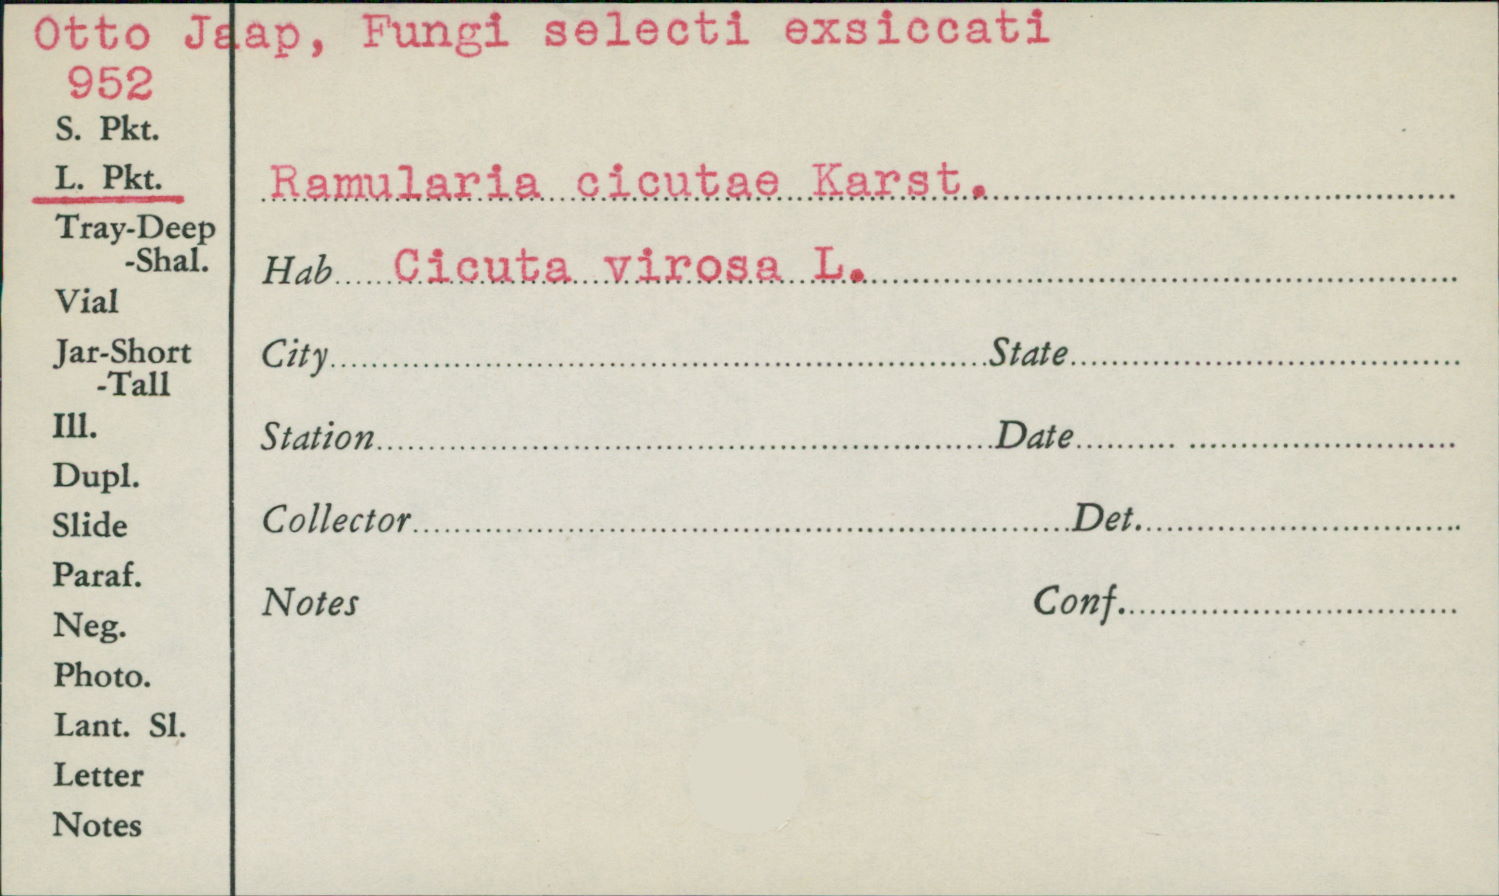 Otto Jaap, Fungi selecti exsiccati
952
S. Pkt.
L. Pkt.
Ramularia cicutae Karst.
Tray-Deep
-Shal.
Hab Cicuta virosa L.
Vial
Jar-Short
-Tall
City State
Ill.
Station Date
Dupl.
Slide
Collector Det.
Paraf.
Notes Conf.
Neg.
Photo.
Lant. Sl.
Letter
Notes